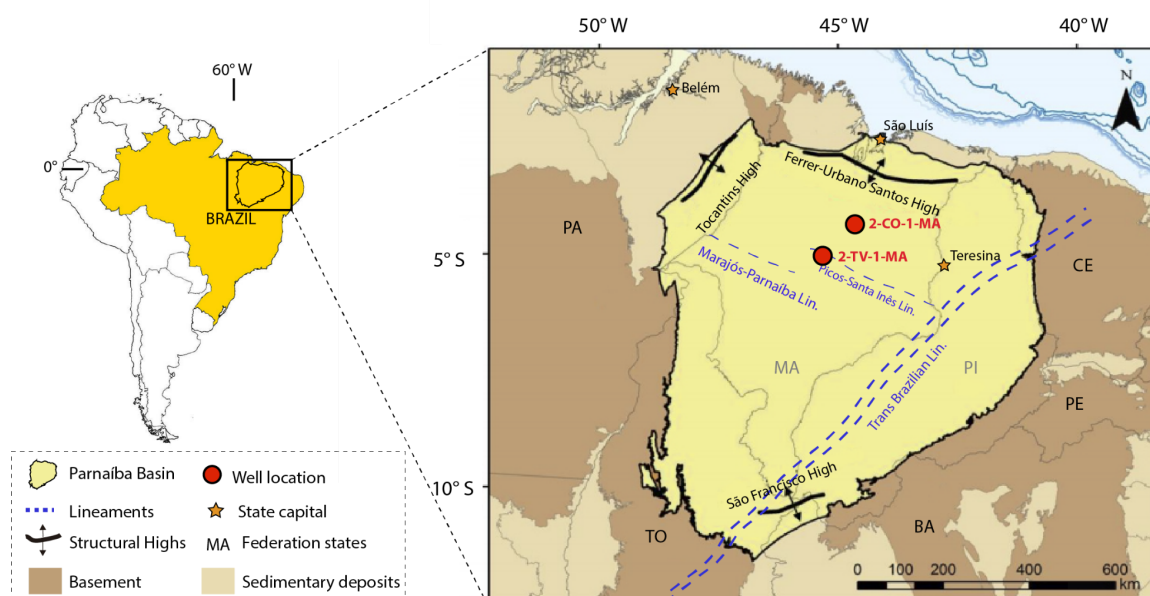 60° W
0°
BRAZIL
50° W
45° W
40° W
5° S
10° S
N
Belém
São Luís
Tocantins High
Ferrer-Urbano Santos High
2-CO-1-MA
2-TV-1-MA
Teresina
PA
CE
Marajós-Parnaíba Lin.
Picos-Santa Inês Lin.
MA
PI
Trans Brazilian Lin.
PE
São Francisco High
TO
BA
0 100 200 400 600
km
Parnaíba Basin
Well location
Lineaments
State capital
Structural Highs
MA Federation states
Basement
Sedimentary deposits